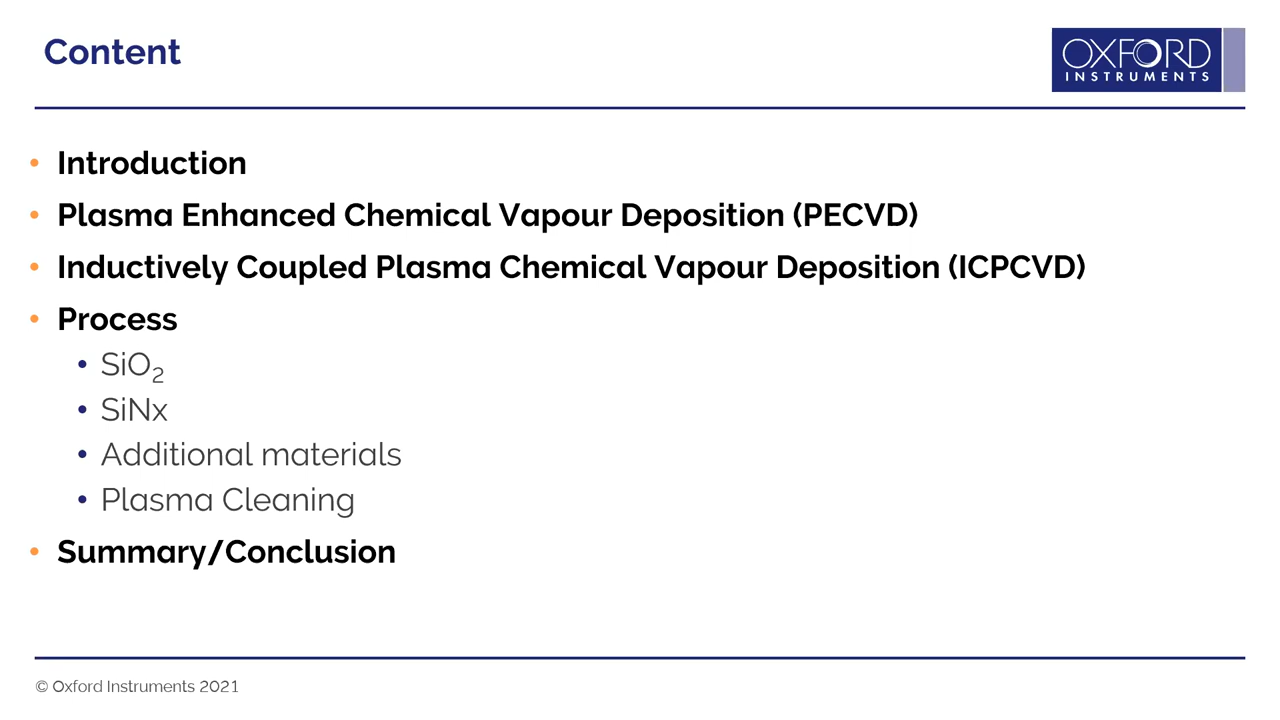 Content
OXFORD
INSTRUMENTS
• Introduction
• Plasma Enhanced Chemical Vapour Deposition (PECVD)
• Inductively Coupled Plasma Chemical Vapour Deposition (ICPCVD)
• Process
• SiO₂
• SiNx
• Additional materials
• Plasma Cleaning
• Summary/Conclusion
© Oxford Instruments 2021